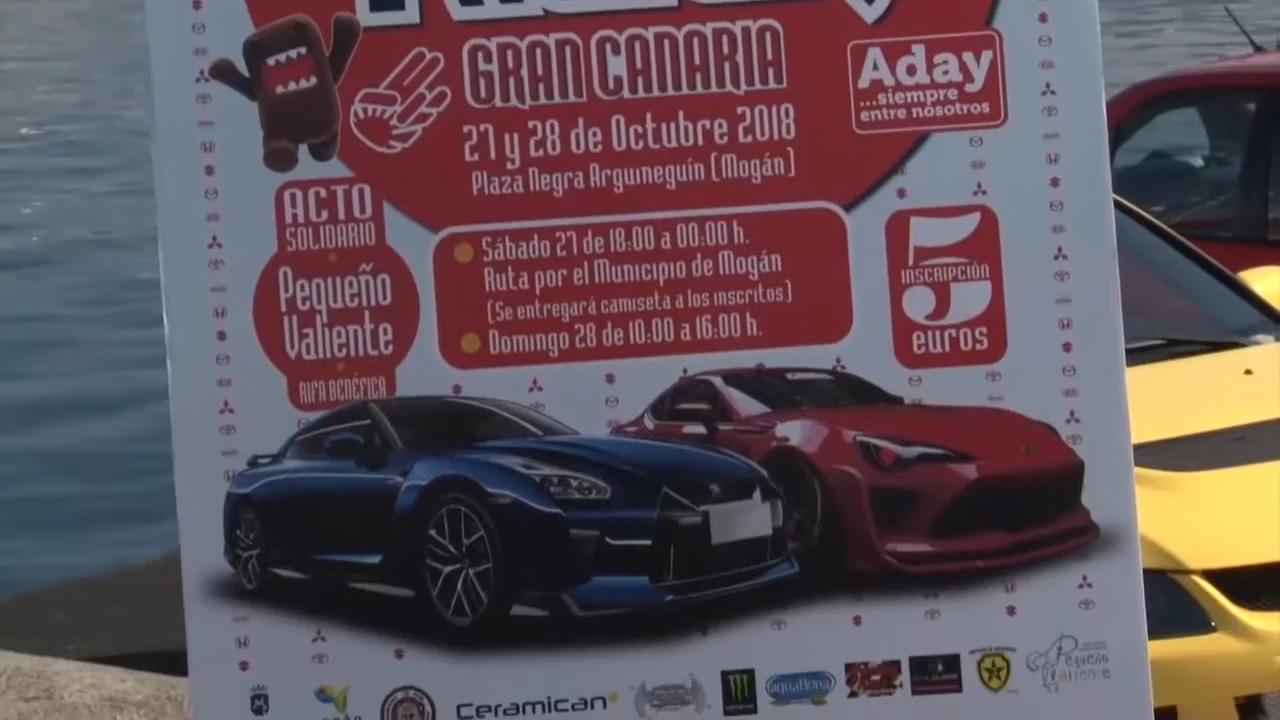 GRAN CANARIA
27 y 28 de Octubre 2018
Plaza Negra Arguineguín (Mogán)
Aday
...siempre
entre nosotros
ACTO
SOLIDARIO
Pequeño
Valiente
RIFA BENÉFICA
Sábado 27 de 18:00 a 00:00 h.
Ruta por el Municipio de Mogán
(Se entregará camiseta a los inscritos)
Domingo 28 de 10:00 a 16:00 h.
5
INSCRIPCIÓN
euros
Ceramican
aquaBona
Pequeño
Valiente